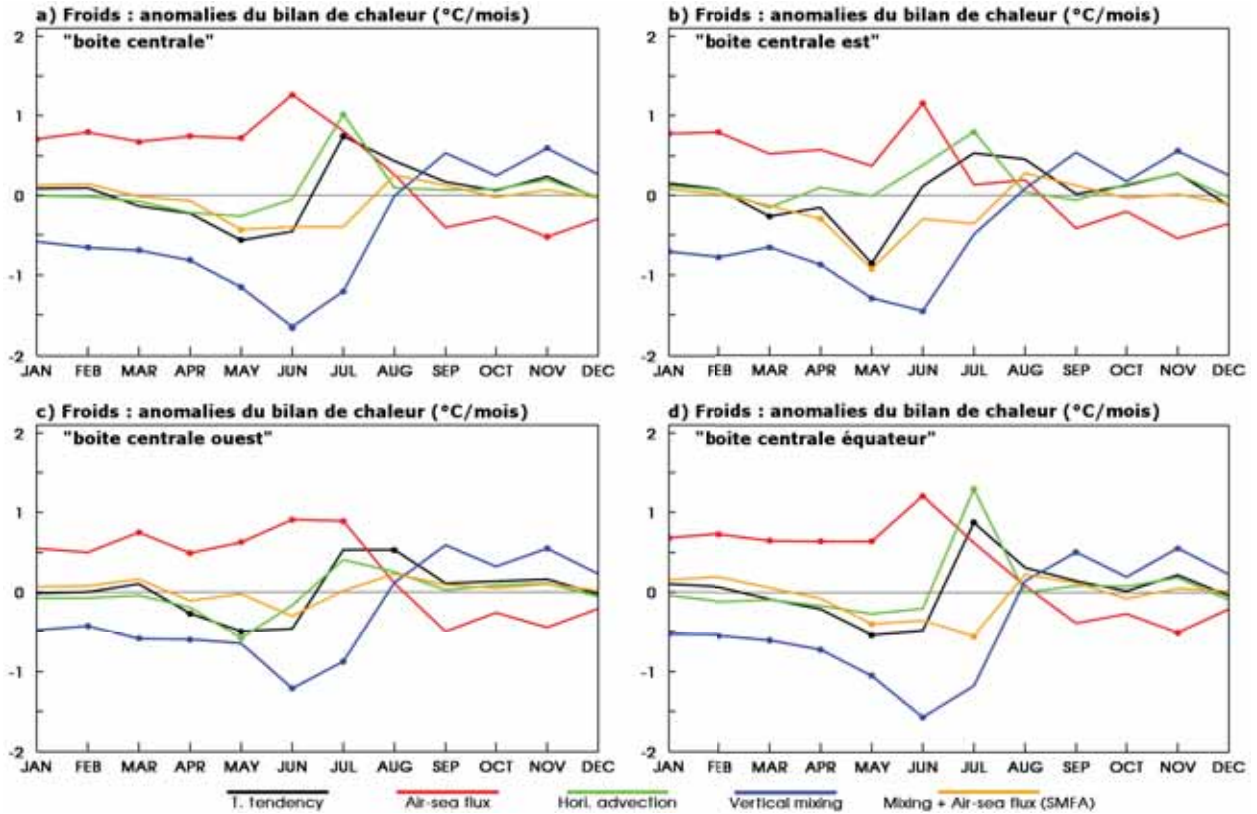 a) Froids : anomalies du bilan de chaleur (°C/mois)
"boite centrale"
2
1
0
-1
-2
JAN FEB MAR APR MAY JUN JUL AUG SEP OCT NOV DEC
b) Froids : anomalies du bilan de chaleur (°C/mois)
"boite centrale est"
2
1
0
-1
-2
JAN FEB MAR APR MAY JUN JUL AUG SEP OCT NOV DEC
c) Froids : anomalies du bilan de chaleur (°C/mois)
"boite centrale ouest"
2
1
0
-1
-2
JAN FEB MAR APR MAY JUN JUL AUG SEP OCT NOV DEC
d) Froids : anomalies du bilan de chaleur (°C/mois)
"boîte centrale équateur"
2
1
0
-1
-2
JAN FEB MAR APR MAY JUN JUL AUG SEP OCT NOV DEC
T. tendency Air-sea flux Hori. advection Vertical mixing Mixing + Air-sea flux (SMFA)